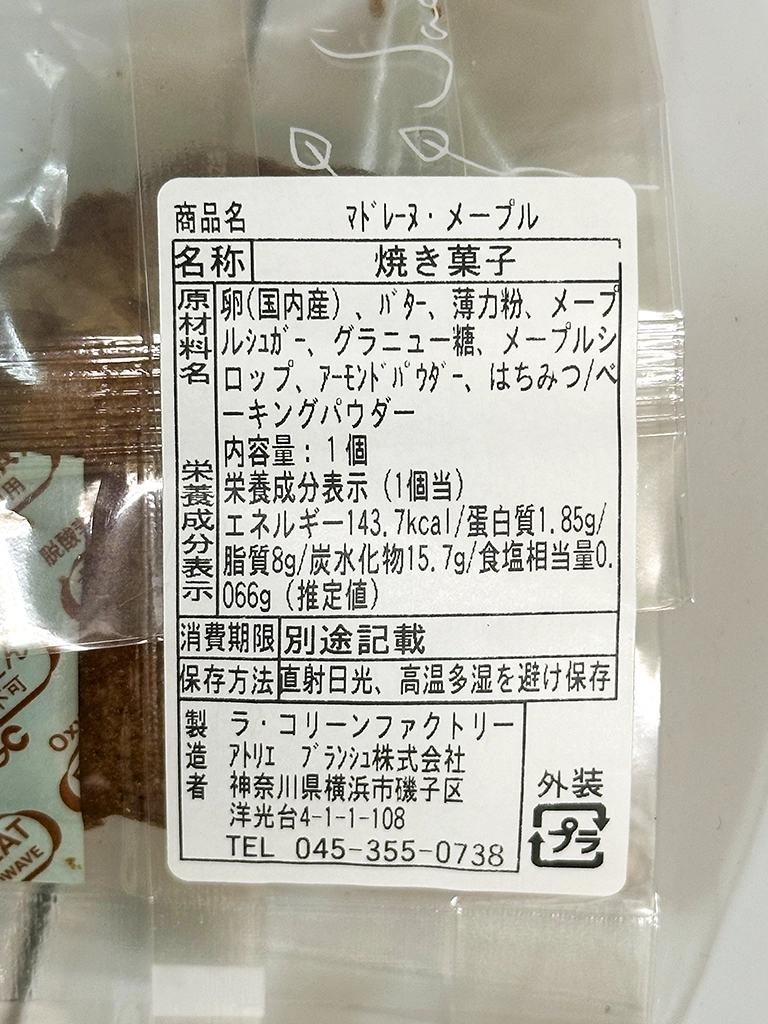 商品名 ﾏﾄﾞﾚｰﾇ・メープル
名称 焼き菓子
原材料名
卵(国内産)、ﾊﾞﾀｰ、薄力粉、メープ
ルｼｭｶﾞｰ、グラニュー糖、メープルシ
ロップ、ｱｰﾓﾝﾄﾞﾊﾟｳﾀﾞｰ、はちみつ/ベ
ーキングパウダー
内容量：１個
栄養成分表示
栄養成分表示（1個当）
エネルギー143.7kcal/蛋白質1.85g/
脂質8g/炭水化物15.7g/食塩相当量0.
066g（推定値）
消費期限 別途記載
保存方法 直射日光、高温多湿を避け保存
製造者
ラ・コリーンファクトリー
ｱﾄﾘｴ ﾌﾞﾗﾝｼｭ株式会社
神奈川県横浜市磯子区
洋光台4-1-1-108
TEL 045-355-0738
外装
プラ
用
脱酸
不可